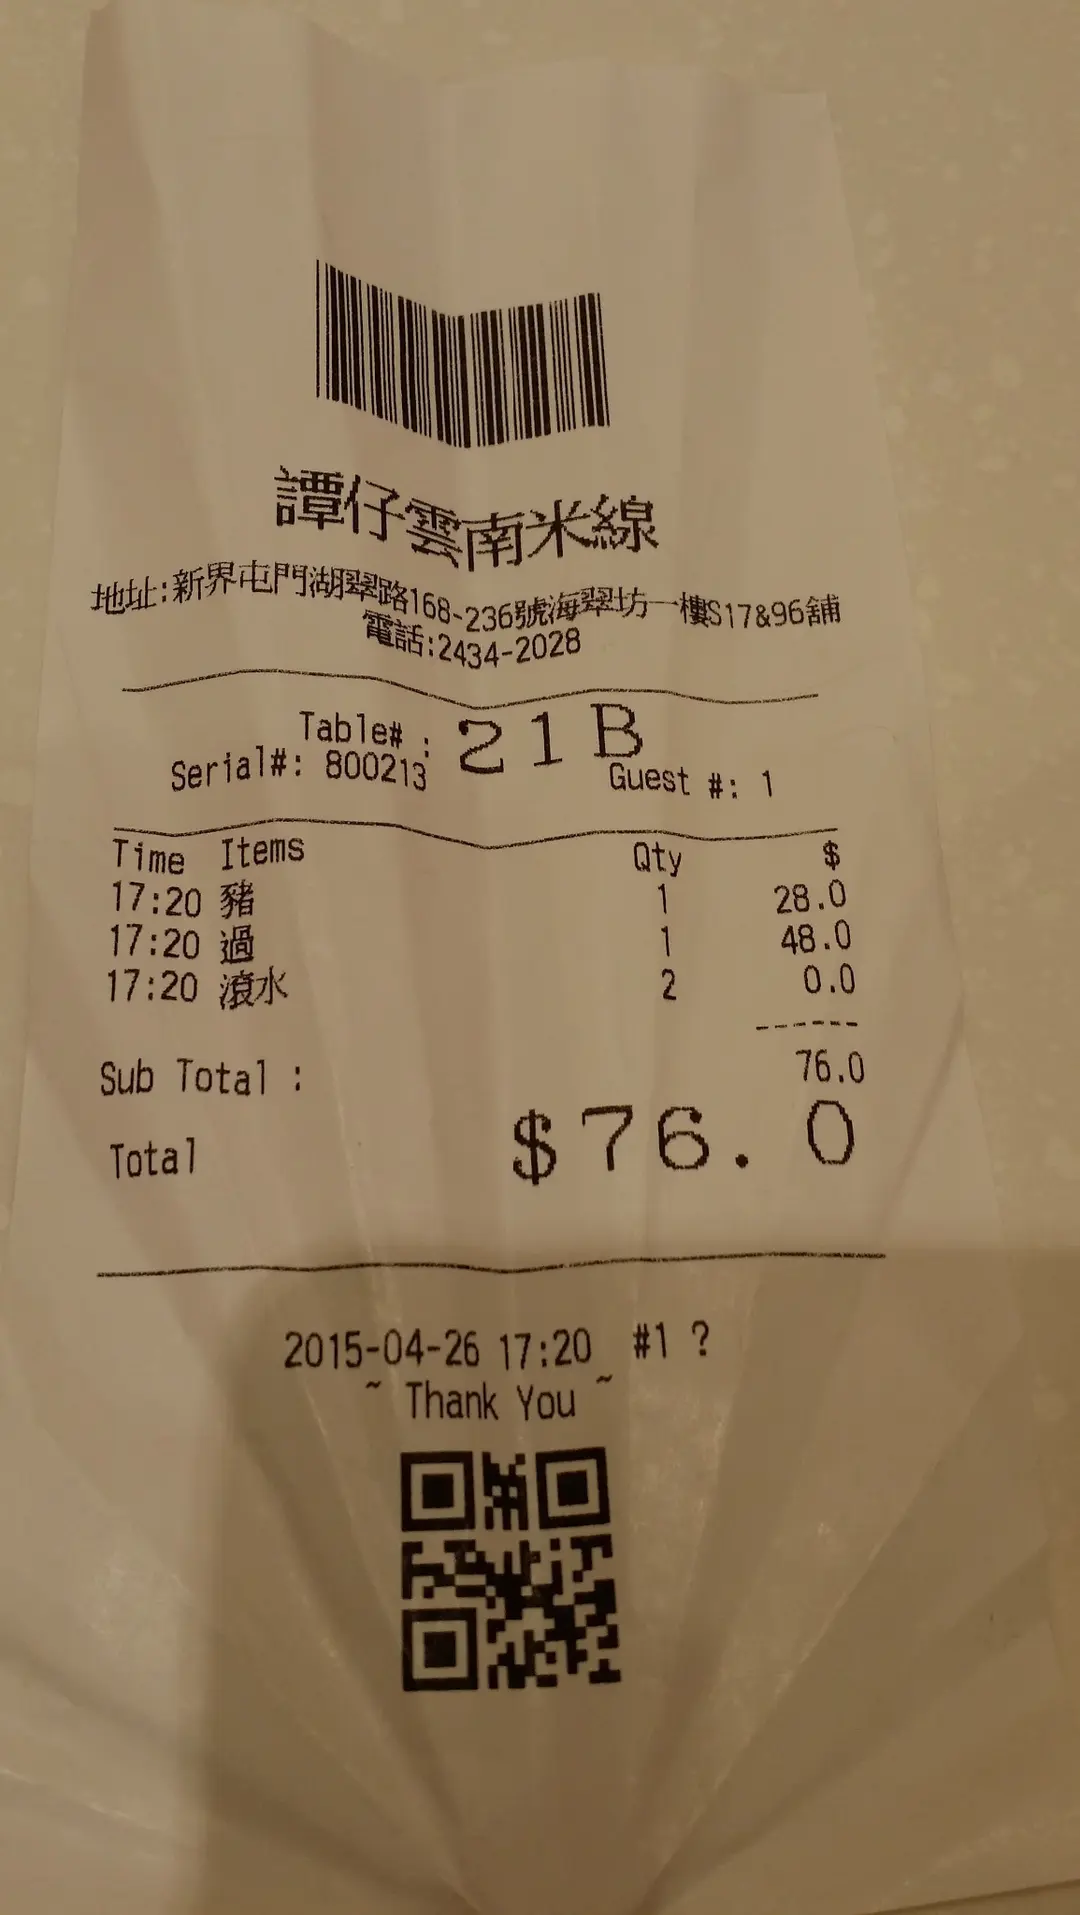 譚仔雲南米線
地址:新界屯門湖翠路168-236號海翠坊一樓S17&96舖
電話:2434-2028
Table# : 21B
Serial#: 800213 Guest #: 1
Time Items Qty $
17:20 豬 1 28.0
17:20 過 1 48.0
17:20 滾水 2 0.0
------
Sub Total : 76.0
Total $76.0
2015-04-26 17:20 #1 ?
~ Thank You ~